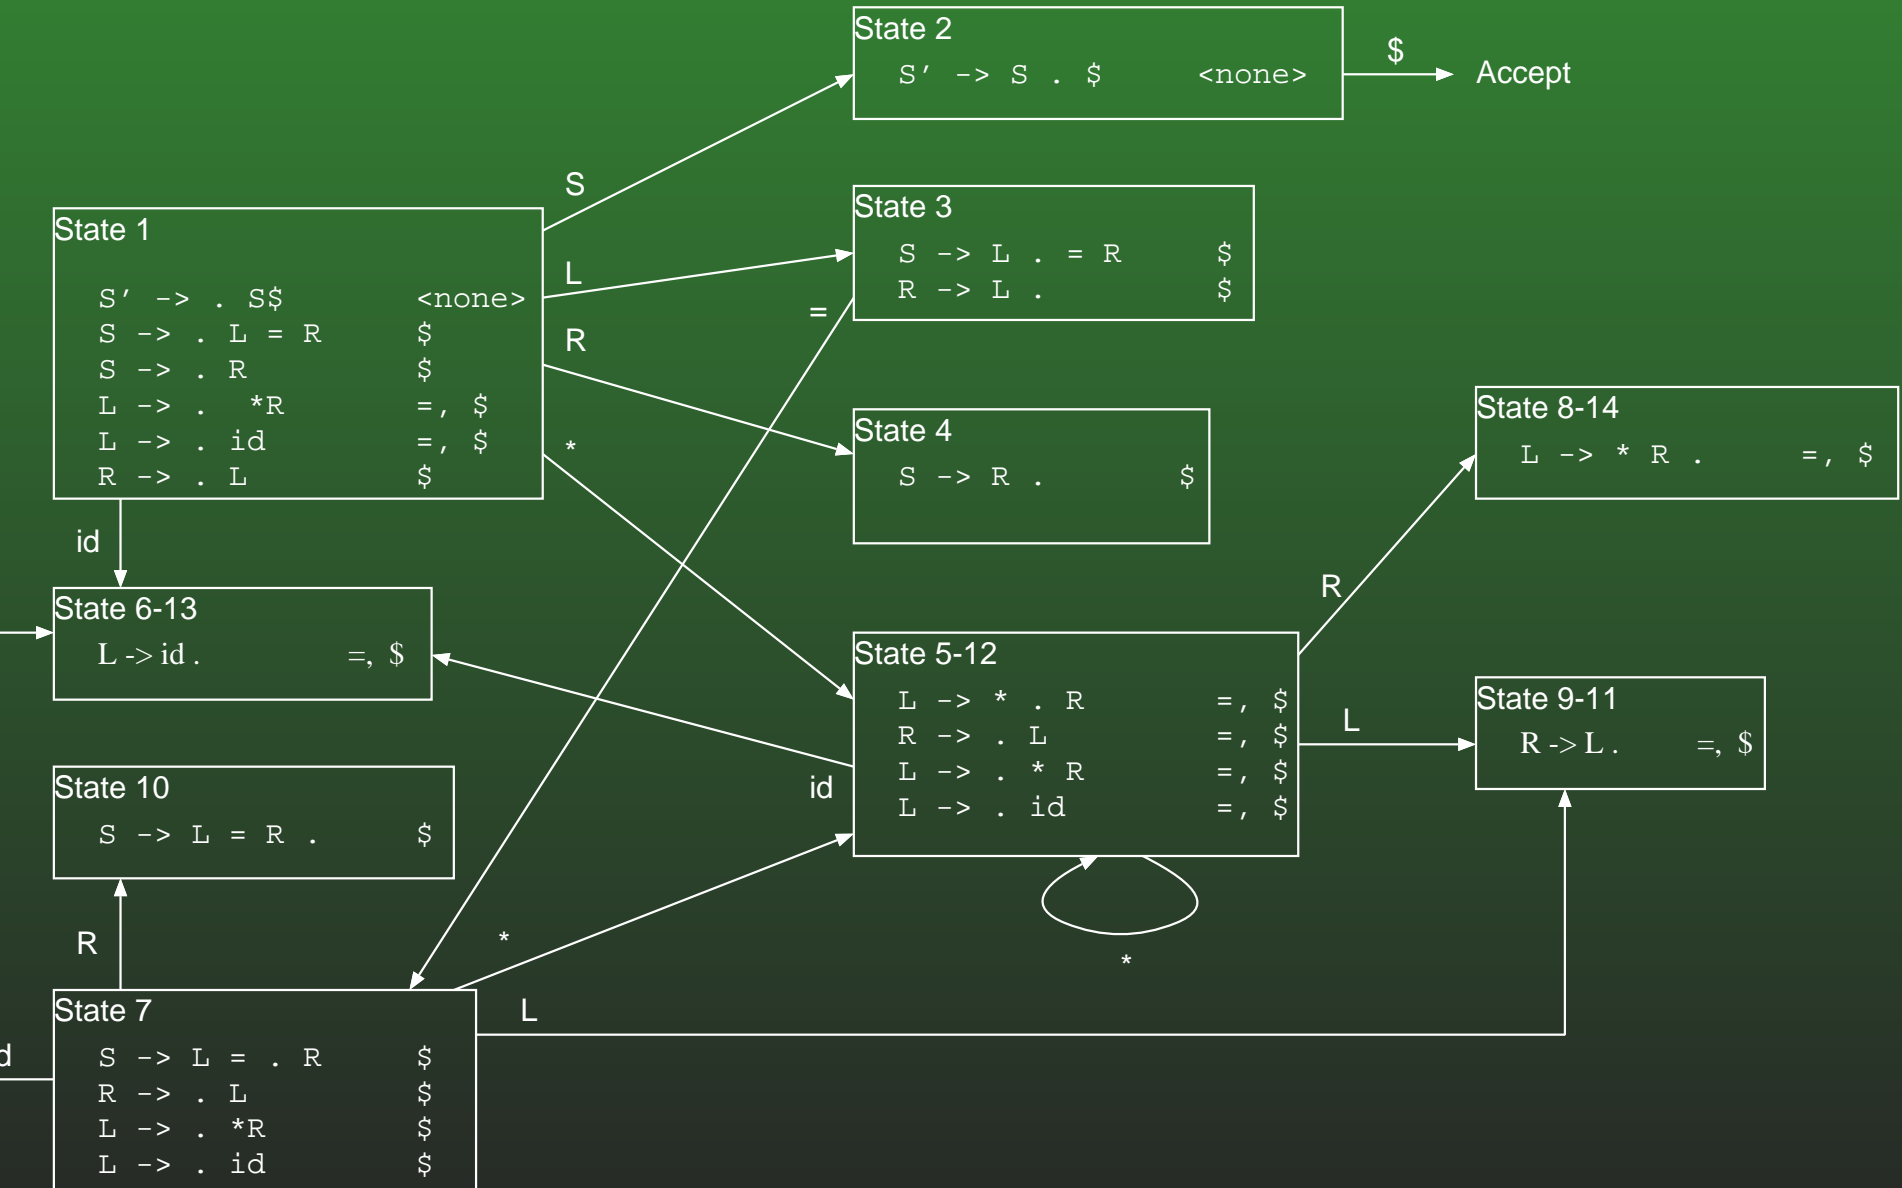 State 2
S' -> S . $ <none>
$
Accept
S
State 1
S' -> . S$ <none>
S -> . L = R $
S -> . R $
L -> . *R =, $
L -> . id =, $
R -> . L $
L
State 3
S -> L . = R $
R -> L . $
=
R
State 4
S -> R . $
*
State 8-14
L -> * R . =, $
id
State 6-13
L -> id . =, $
R
State 5-12
L -> * . R =, $
R -> . L =, $
L -> . * R =, $
L -> . id =, $
L
State 9-11
R -> L . =, $
id
State 10
S -> L = R . $
R
*
*
State 7
S -> L = . R $
R -> . L $
L -> . *R $
L -> . id $
L
d